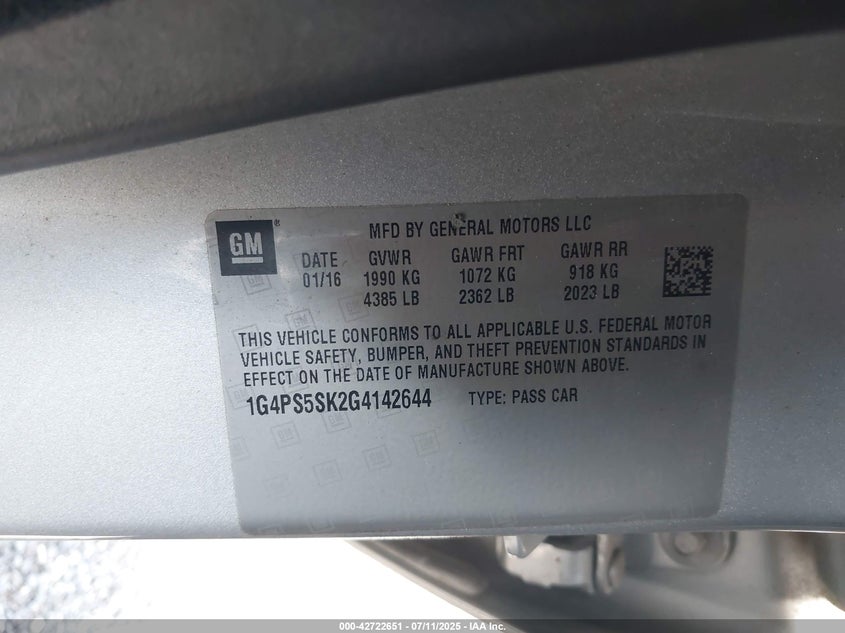 GM
®
MFD BY GENERAL MOTORS LLC
DATE GVWR GAWR FRT GAWR RR
01/16 1990 KG 1072 KG 918 KG
4385 LB 2362 LB 2023 LB
THIS VEHICLE CONFORMS TO ALL APPLICABLE U.S. FEDERAL MOTOR
VEHICLE SAFETY, BUMPER, AND THEFT PREVENTION STANDARDS IN
EFFECT ON THE DATE OF MANUFACTURE SHOWN ABOVE.
1G4PS5SK2G4142644 TYPE: PASS CAR
000-42722651 - 07/11/2025 - IAA Inc.